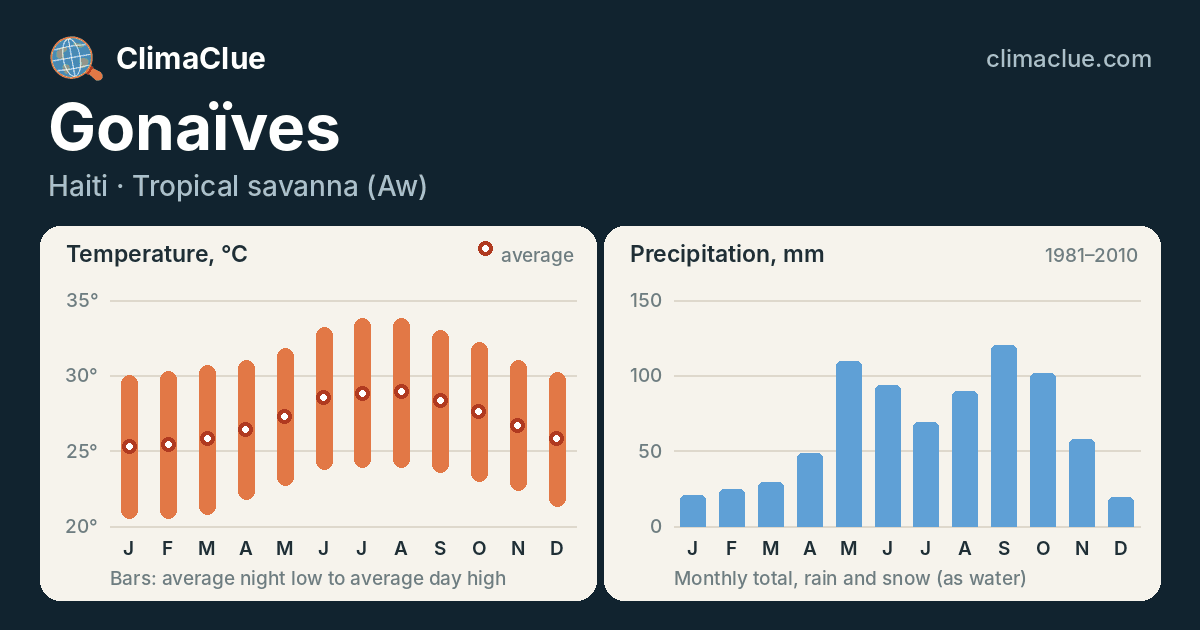 ClimaClue
climaclue.com
Gonaïves
Haiti · Tropical savanna (Aw)
Temperature, °C
average
35°
30°
25°
20°
J F M A M J J A S O N D
Bars: average night low to average day high
Precipitation, mm
1981–2010
150
100
50
0
J F M A M J J A S O N D
Monthly total, rain and snow (as water)